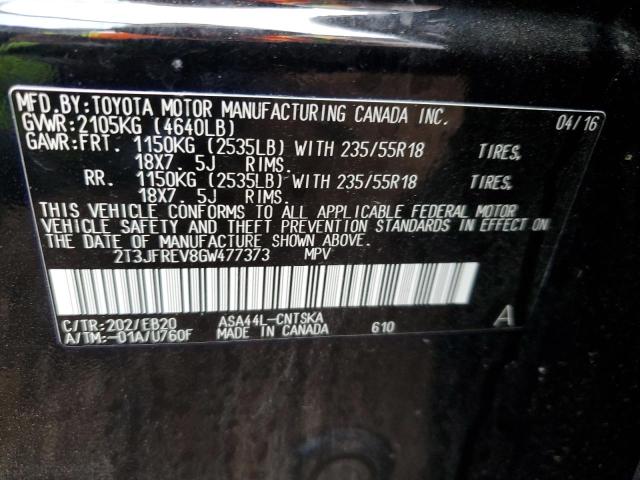 MFD.BY:TOYOTA MOTOR MANUFACTURING CANADA INC. 04/16
GVWR:2105KG (4640LB)
GAWR:FRT. 1150KG (2535LB) WITH 235/55R18 TIRES,
18X7. 5J RIMS.
RR. 1150KG (2535LB) WITH 235/55R18 TIRES,
18X7. 5J RIMS.
THIS VEHICLE CONFORMS TO ALL APPLICABLE FEDERAL MOTOR
VEHICLE SAFETY AND THEFT PREVENTION STANDARDS IN EFFECT ON
THE DATE OF MANUFACTURE SHOWN ABOVE.
2T3JFREV8GW477373 MPV
C/TR:202/EB20 ASA44L-CNTSKA
A/TM:-01A/U760F MADE IN CANADA 610 A